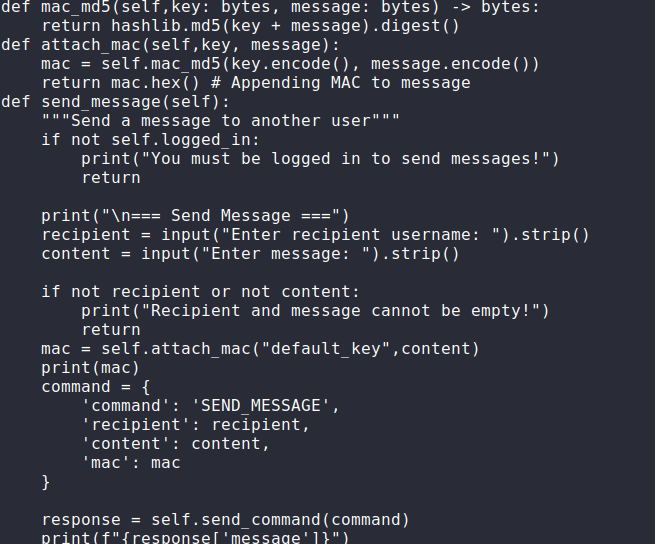 def mac_md5(self,key: bytes, message: bytes) -> bytes:
    return hashlib.md5(key + message).digest()
def attach_mac(self,key, message):
    mac = self.mac_md5(key.encode(), message.encode())
    return mac.hex() # Appending MAC to message
def send_message(self):
    """Send a message to another user"""
    if not self.logged_in:
        print("You must be logged in to send messages!")
        return

    print("\n=== Send Message ===")
    recipient = input("Enter recipient username: ").strip()
    content = input("Enter message: ").strip()

    if not recipient or not content:
        print("Recipient and message cannot be empty!")
        return
    mac = self.attach_mac("default_key",content)
    print(mac)
    command = {
        'command': 'SEND_MESSAGE',
        'recipient': recipient,
        'content': content,
        'mac': mac
    }

    response = self.send_command(command)
    print(f"{response['message']}")